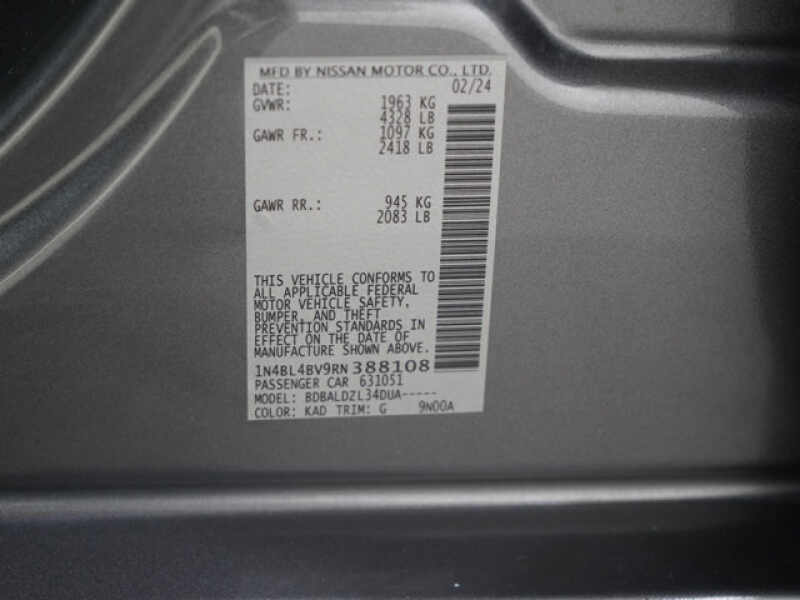 MFD BY NISSAN MOTOR CO., LTD.
DATE: 02/24
GVWR: 1963 KG
4328 LB
GAWR FR.: 1097 KG
2418 LB
GAWR RR.: 945 KG
2083 LB
THIS VEHICLE CONFORMS TO
ALL APPLICABLE FEDERAL
MOTOR VEHICLE SAFETY,
BUMPER, AND THEFT
PREVENTION STANDARDS IN
EFFECT ON THE DATE OF
MANUFACTURE SHOWN ABOVE.
1N4BL4BV9RN388108
PASSENGER CAR 631051
MODEL: BDBALDZL34DUA-----
COLOR: KAD TRIM: G 9N00A